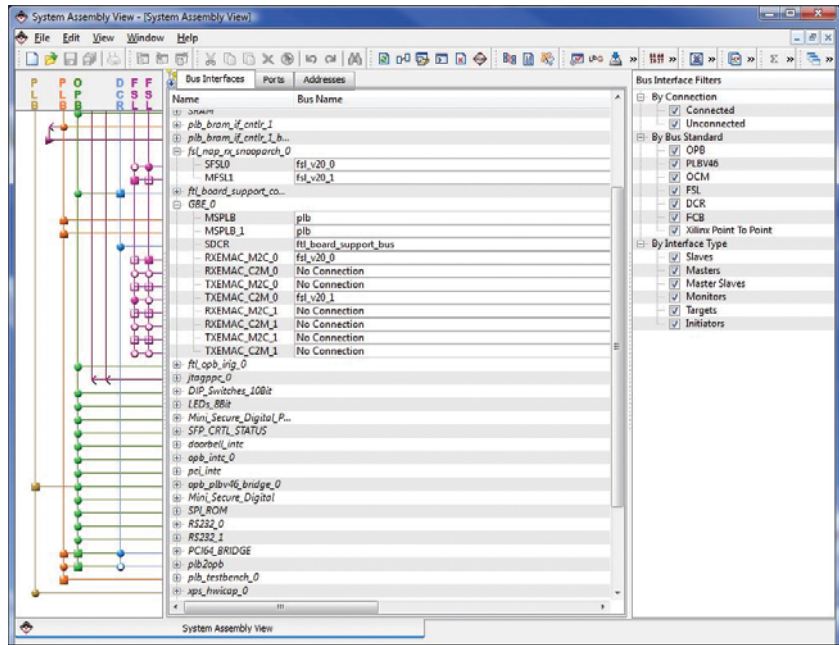 System Assembly View - [System Assembly View]
File Edit View Window Help
P P O D F F
L L P C S S
B B B R L L
Bus Interfaces Ports Addresses
Name Bus Name
SRAM
plb_bram_if_cntlr_1
plb_bram_if_cntlr_1_b...
fsl_nap_rx_snooparch_0
SFSL0 fsl_v20_0
MFSL1 fsl_v20_1
ftl_board_support_co...
GBE_0
MSPLB plb
MSPLB_1 plb
SDCR ftl_board_support_bus
RXEMAC_M2C_0 fsl_v20_0
RXEMAC_C2M_0 No Connection
TXEMAC_M2C_0 No Connection
TXEMAC_C2M_0 fsl_v20_1
RXEMAC_M2C_1 No Connection
RXEMAC_C2M_1 No Connection
TXEMAC_M2C_1 No Connection
TXEMAC_C2M_1 No Connection
ftl_opb_irig_0
jtagppc_0
DIP_Switches_10Bit
LEDs_8Bit
Mini_Secure_Digital_P...
SFP_CRTL_STATUS
doorbell_intc
opb_intc_0
pci_intc
opb_plbv46_bridge_0
Mini_Secure_Digital
SPI_ROM
RS232_0
RS232_1
PCI64_BRIDGE
plb2opb
plb_testbench_0
xps_hwicap_0
Bus Interface Filters
By Connection
Connected
Unconnected
By Bus Standard
OPB
PLBV46
OCM
FSL
DCR
FCB
Xilinx Point To Point
By Interface Type
Slaves
Masters
Master Slaves
Monitors
Targets
Initiators
System Assembly View